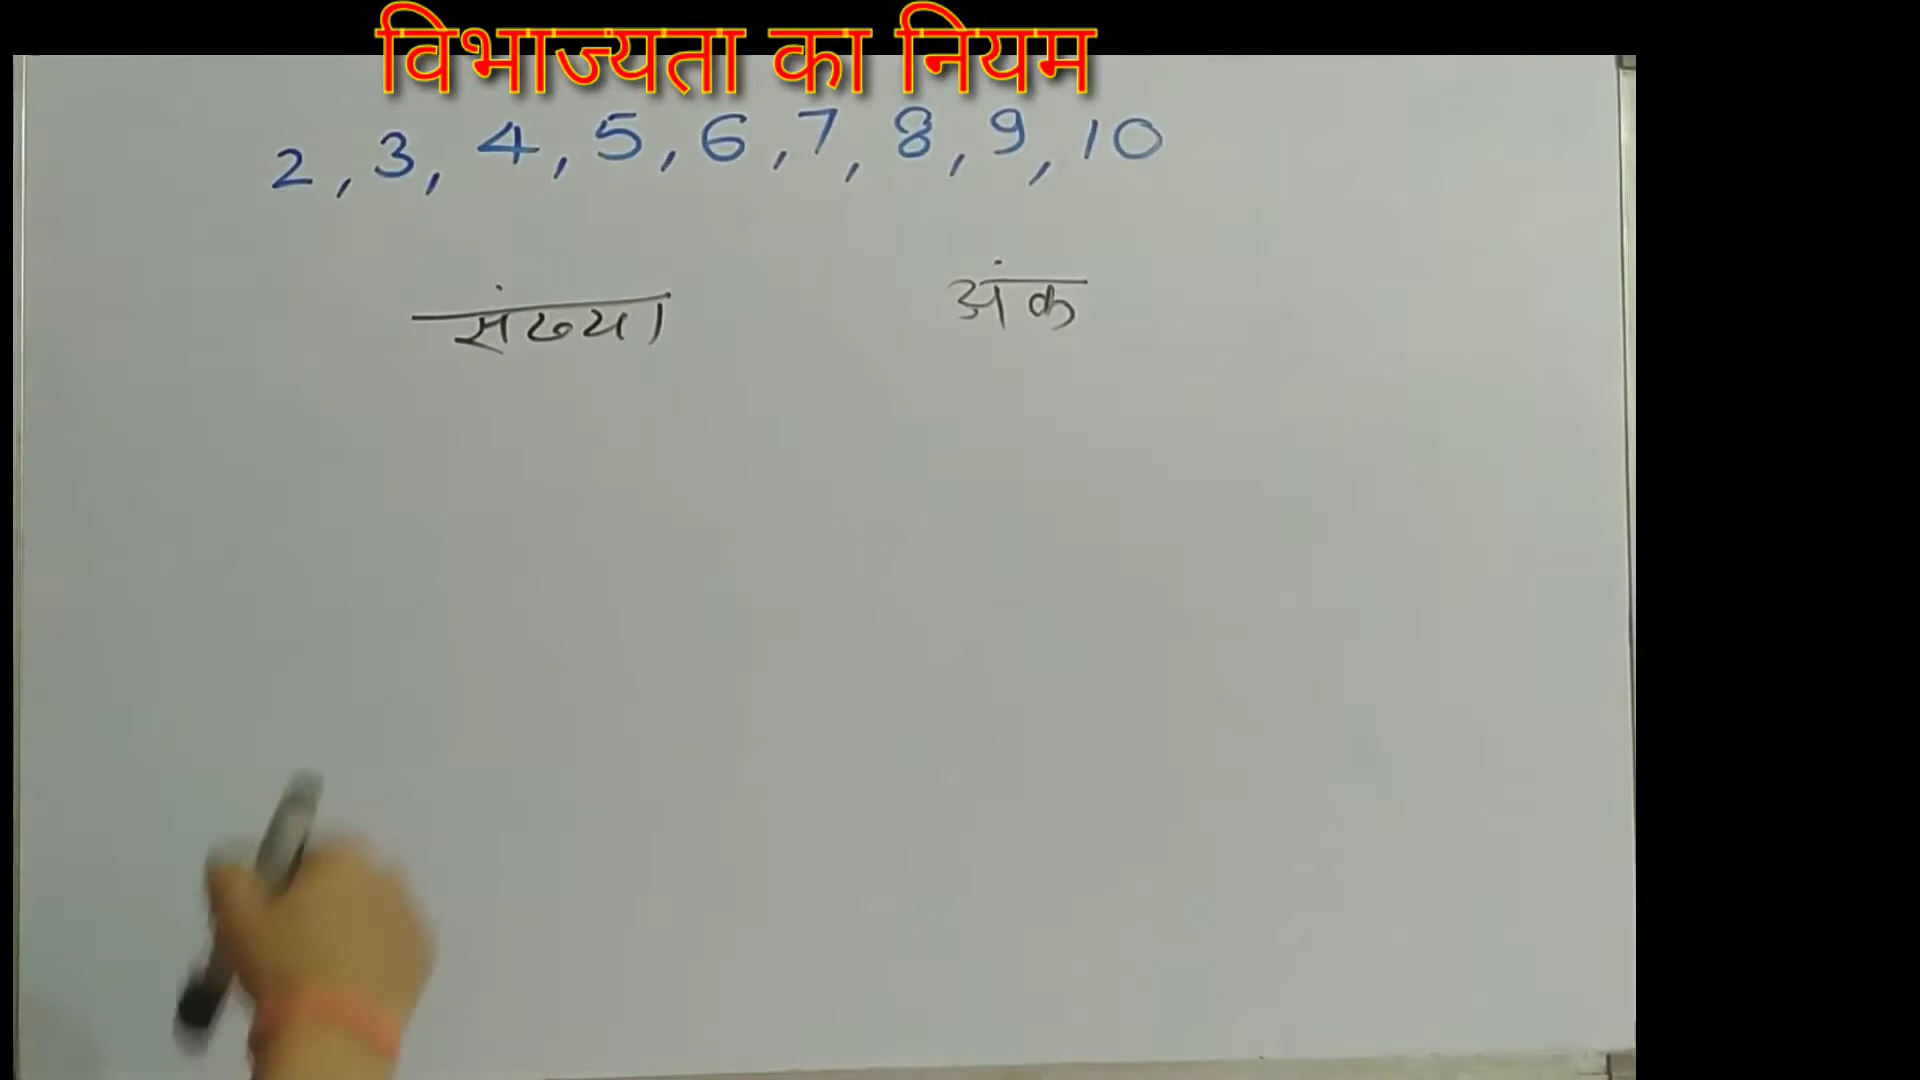 विभाज्यता का नियम
2, 3, 4, 5, 6, 7, 8, 9, 10
संख्या अंक